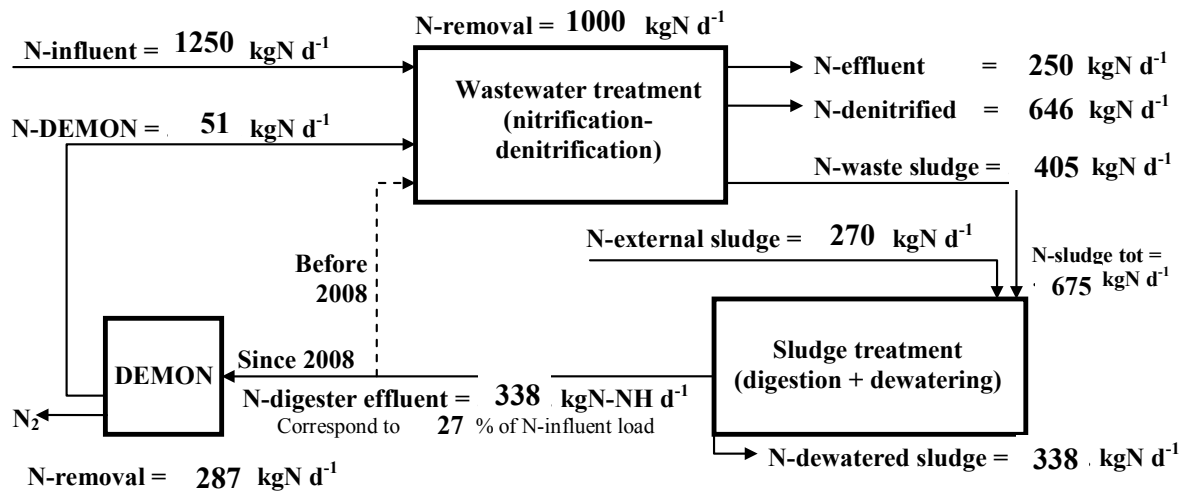 N-removal = 1000 kgN d⁻¹
N-influent = 1250 kgN d⁻¹
N-DEMON = 51 kgN d⁻¹
Wastewater treatment
(nitrification-
denitrification)
N-effluent = 250 kgN d⁻¹
N-denitrified = 646 kgN d⁻¹
N-waste sludge = 405 kgN d⁻¹
N-external sludge = 270 kgN d⁻¹
N-sludge tot =
675 kgN d⁻¹
Before
2008
DEMON
Since 2008
Sludge treatment
(digestion + dewatering)
N-digester effluent = 338 kgN-NH d⁻¹
Correspond to 27 % of N-influent load
N₂
N-dewatered sludge = 338 kgN d⁻¹
N-removal = 287 kgN d⁻¹